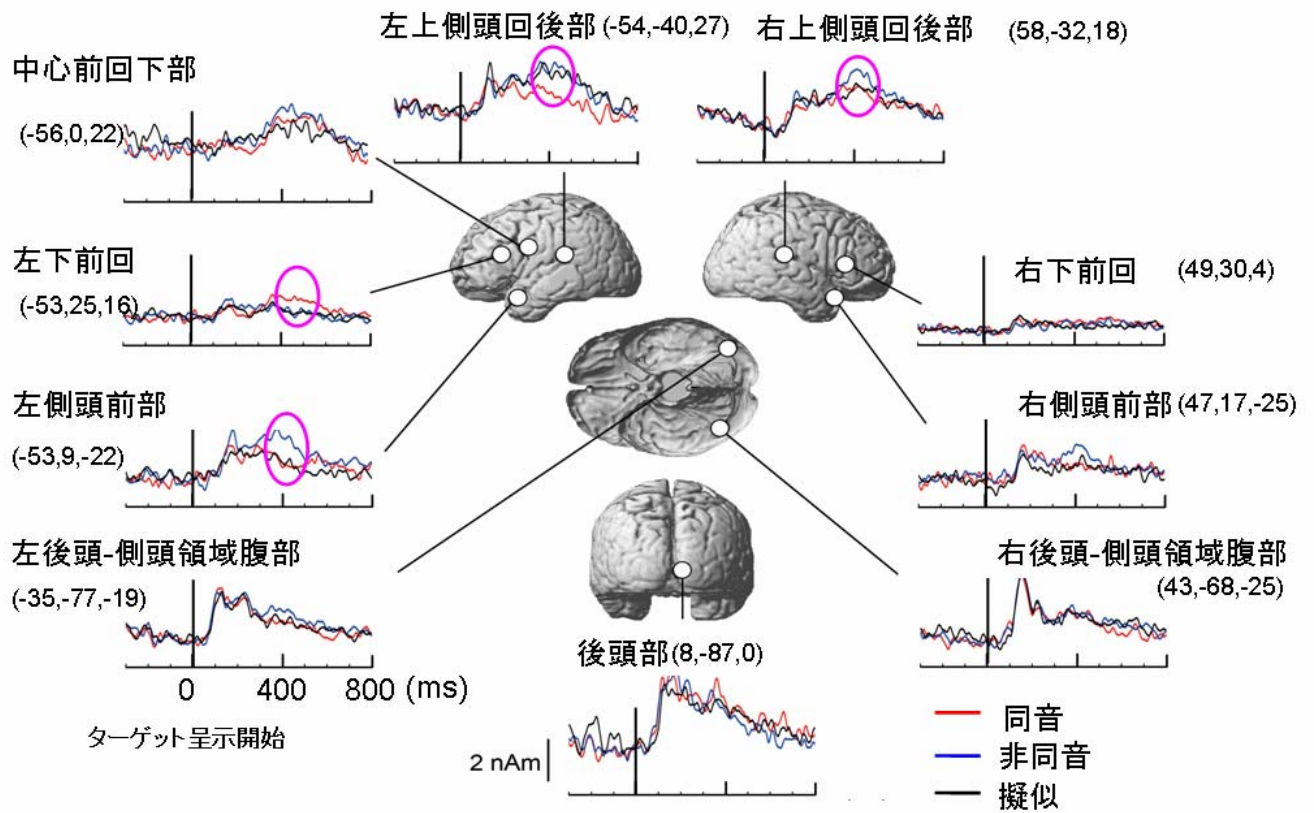 左上側頭回後部 (-54,-40,27)
右上側頭回後部 (58,-32,18)
中心前回下部
(-56,0,22)
左下前回
(-53,25,16)
右下前回 (49,30,4)
左側頭前部
(-53,9,-22)
右側頭前部 (47,17,-25)
左後頭-側頭領域腹部
(-35,-77,-19)
右後頭-側頭領域腹部
(43,-68,-25)
0 400 800 (ms)
ターゲット呈示開始
後頭部 (8,-87,0)
2 nAm
同音
非同音
擬似